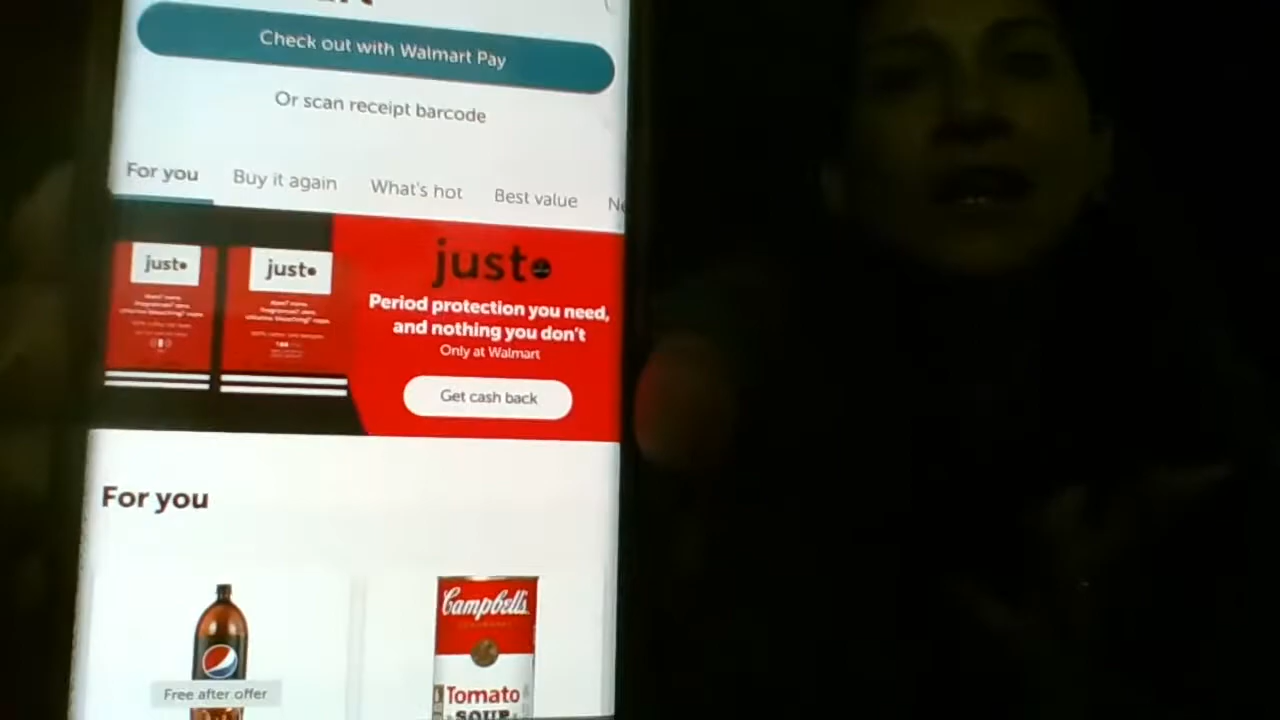 Check out with Walmart Pay
Or scan receipt barcode
For you Buy it again What's hot Best value
just
just
just
Period protection you need,
and nothing you don't
Only at Walmart
Get cash back
For you
Free after offer
Campbell's
Tomato
SOUP